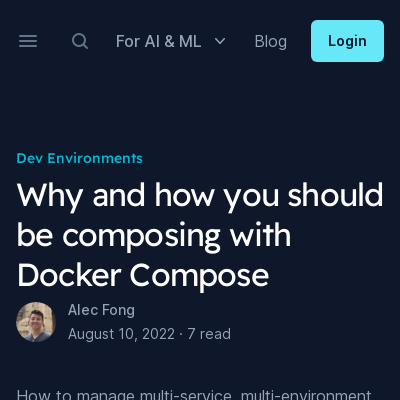 For AI & ML
Blog
Login
Dev Environments
Why and how you should
be composing with
Docker Compose
Alec Fong
August 10, 2022 · 7 read
How to manage multi-service, multi-environment